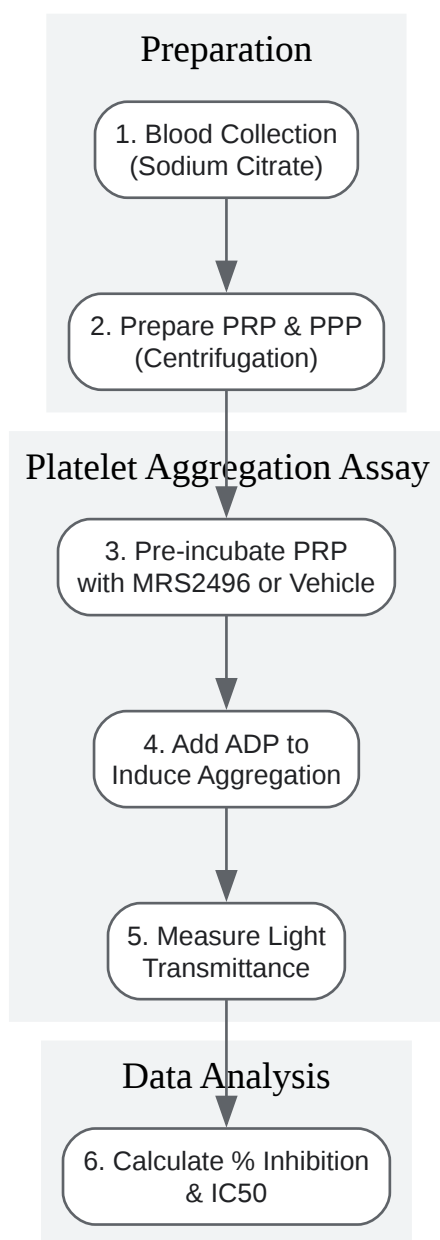 Preparation
1. Blood Collection
(Sodium Citrate)
2. Prepare PRP & PPP
(Centrifugation)
Platelet Aggregation Assay
3. Pre-incubate PRP
with MRS2496 or Vehicle
4. Add ADP to
Induce Aggregation
5. Measure Light
Transmittance
Data Analysis
6. Calculate % Inhibition
& IC50